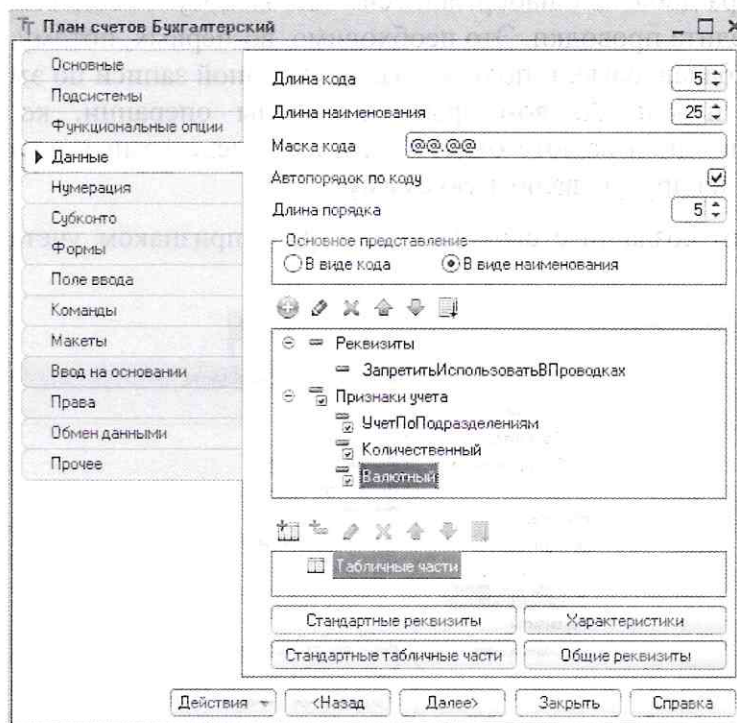 План счетов Бухгалтерский
Основные
Подсистемы
Функциональные опции
Данные
Нумерация
Субконто
Формы
Поле ввода
Команды
Макеты
Ввод на основании
Права
Обмен данными
Прочее
Длина кода 5
Длина наименования 25
Маска кода @@.@@
Автопорядок по коду
Длина порядка 5
Основное представление
В виде кода В виде наименования
Реквизиты
ЗапретитьИспользоватьВПроводках
Признаки учета
УчетПоПодразделениям
Количественный
Валютный
Табличные части
Стандартные реквизиты Характеристики
Стандартные табличные части Общие реквизиты
Действия <Назад Далее> Закрыть Справка